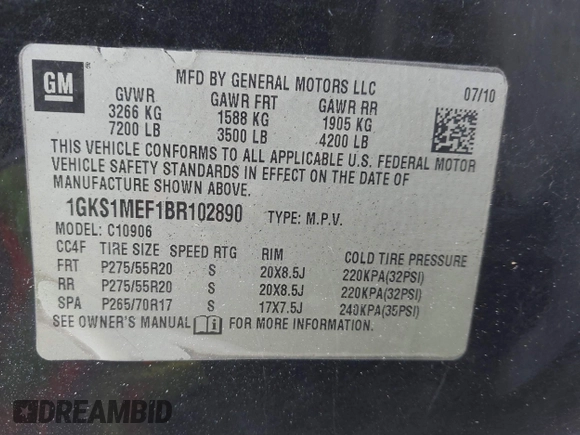 GM ®
MFD BY GENERAL MOTORS LLC
07/10
GVWR GAWR FRT GAWR RR
3266 KG 1588 KG 1905 KG
7200 LB 3500 LB 4200 LB
THIS VEHICLE CONFORMS TO ALL APPLICABLE U.S. FEDERAL MOTOR
VEHICLE SAFETY STANDARDS IN EFFECT ON THE DATE OF
MANUFACTURE SHOWN ABOVE.
1GKS1MEF1BR102890 TYPE: M.P.V.
MODEL: C10906
CC4F TIRE SIZE SPEED RTG RIM COLD TIRE PRESSURE
FRT P275/55R20 S 20X8.5J 220KPA(32PSI)
RR P275/55R20 S 20X8.5J 220KPA(32PSI)
SPA P265/70R17 S 17X7.5J 240KPA(35PSI)
SEE OWNER'S MANUAL FOR MORE INFORMATION.
DREAMBID